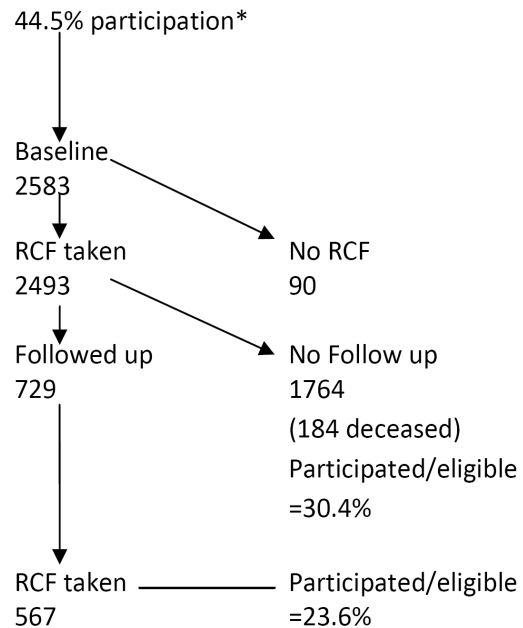 44.5% participation*
Baseline
2583
RCF taken
2493
No RCF
90
Followed up
729
No Follow up
1764
(184 deceased)
Participated/eligible
=30.4%
RCF taken
567
Participated/eligible
=23.6%